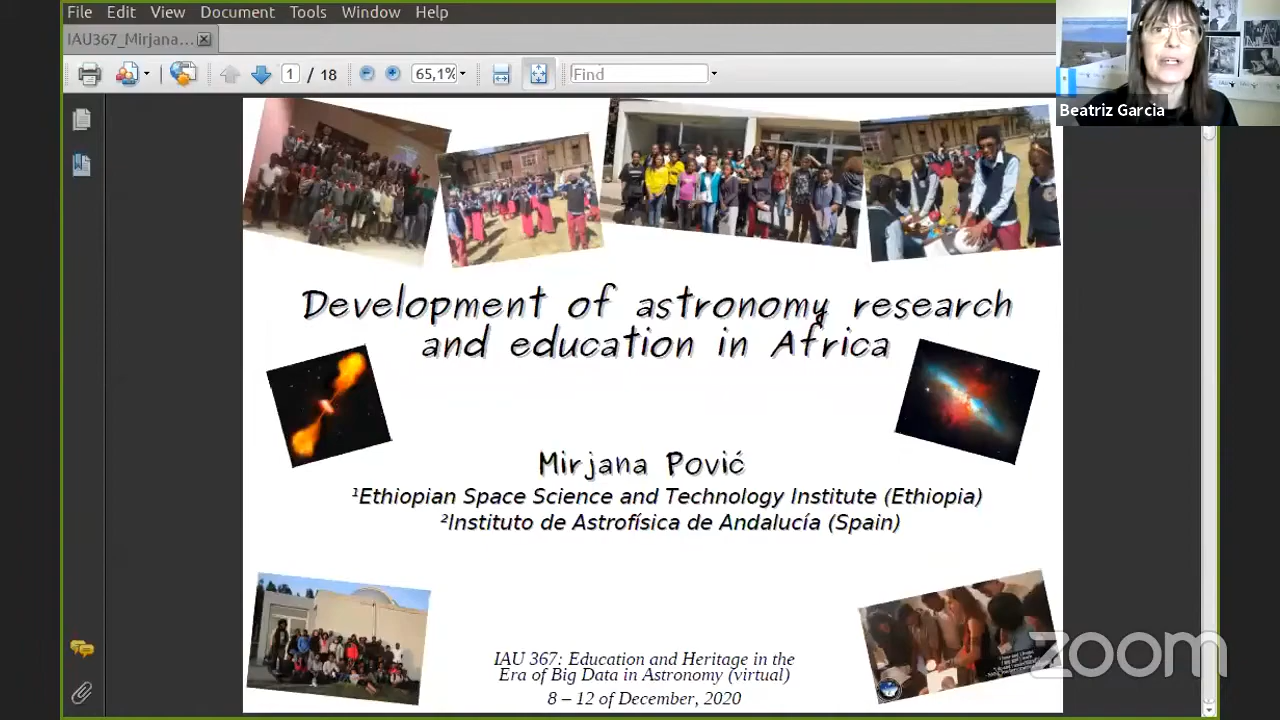 File Edit View Document Tools Window Help
IAU367_Mirjana...
1 / 18 65,1% Find
Beatriz Garcia
Development of astronomy research
and education in Africa
Mirjana Pović
¹Ethiopian Space Science and Technology Institute (Ethiopia)
²Instituto de Astrofísica de Andalucía (Spain)
IAU 367: Education and Heritage in the
Era of Big Data in Astronomy (virtual)
8 – 12 of December, 2020
zoom